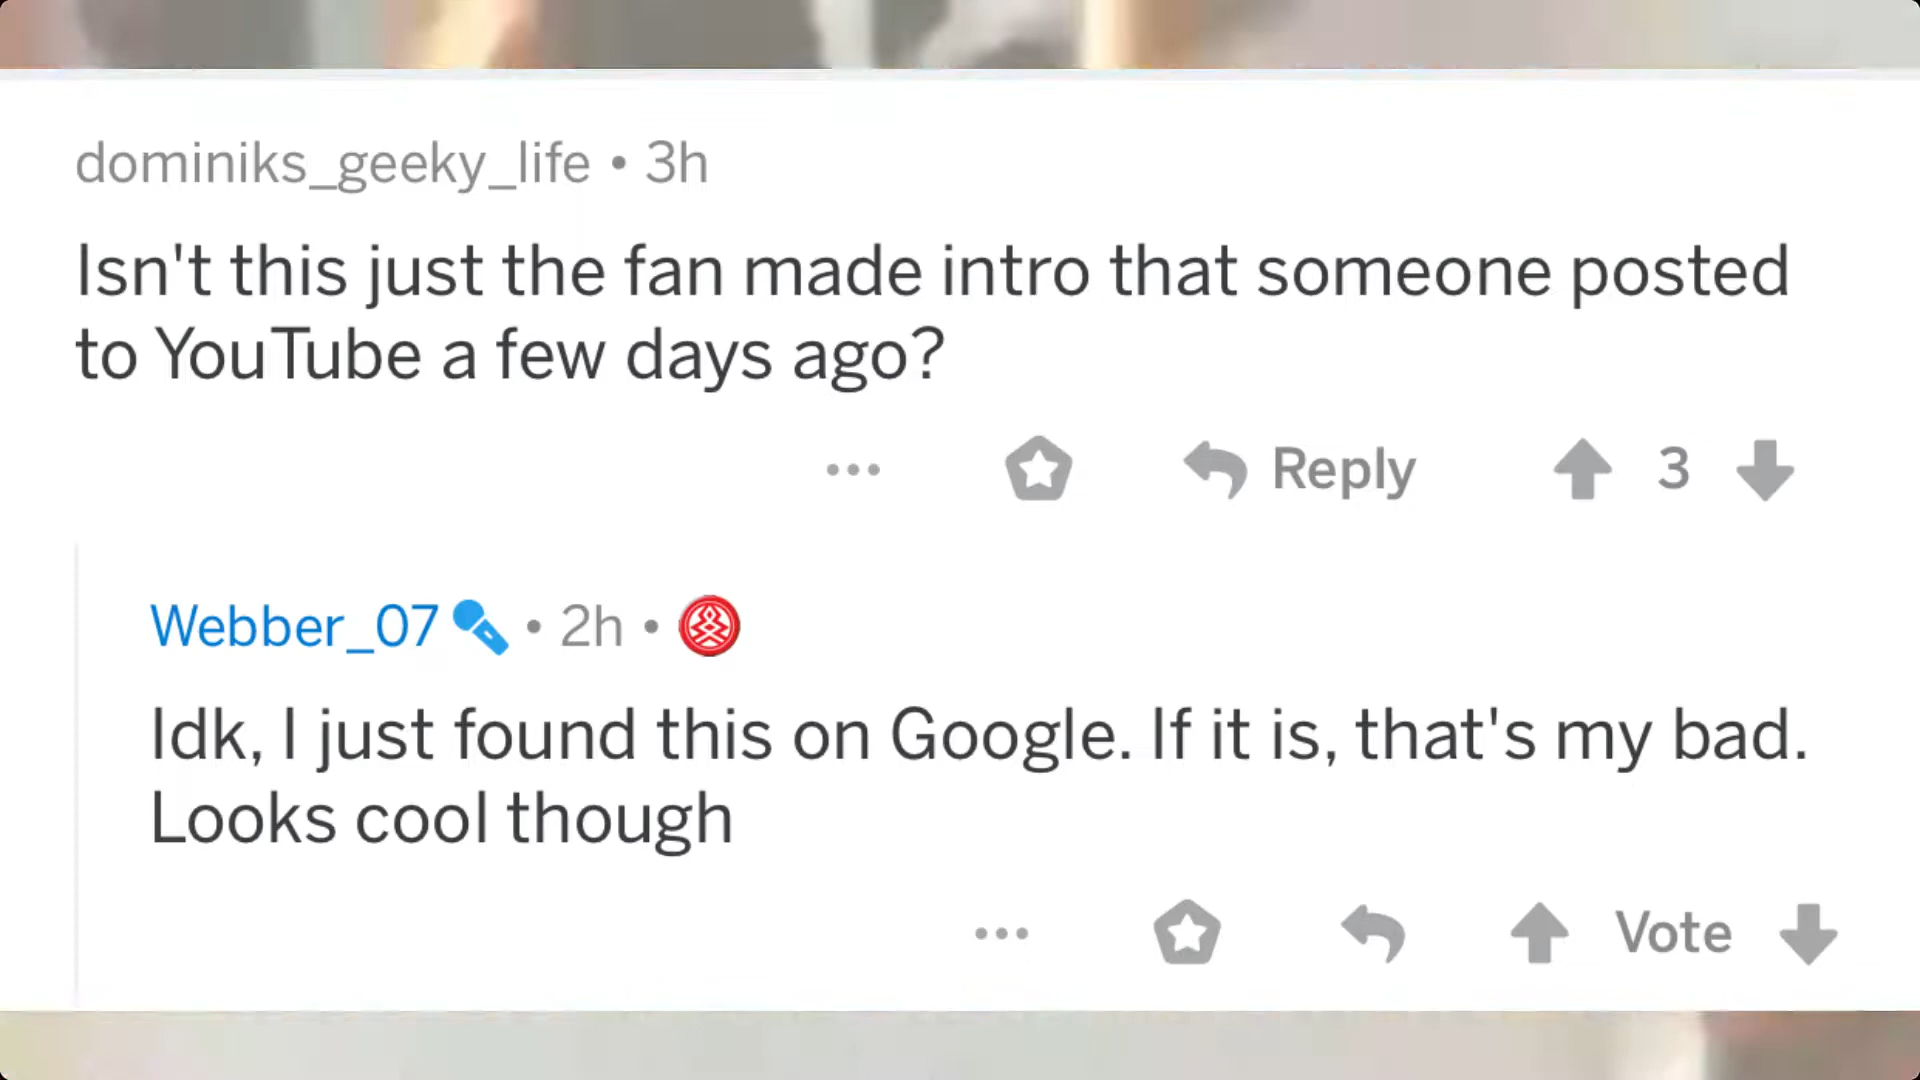 dominiks_geeky_life • 3h
Isn't this just the fan made intro that someone posted
to YouTube a few days ago?
Reply 3
Webber_07 • 2h •
Idk, I just found this on Google. If it is, that's my bad.
Looks cool though
Vote